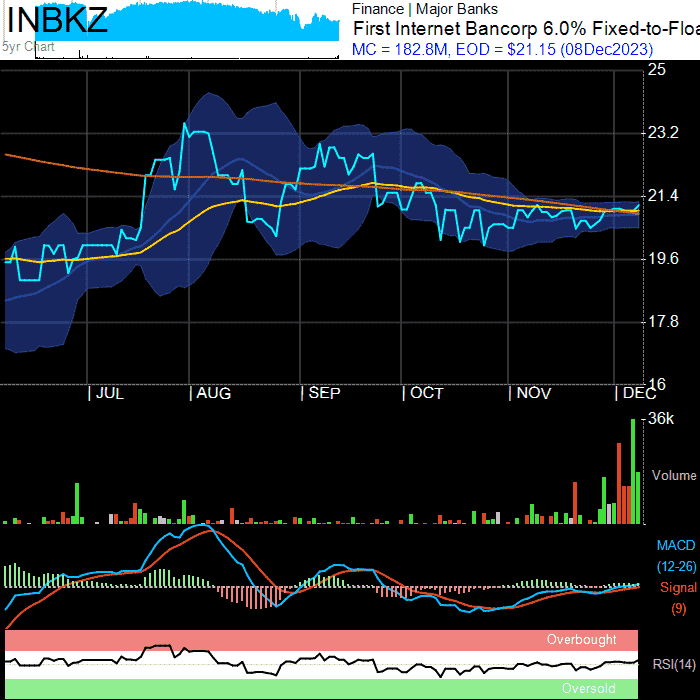 INBKZ
5yr Chart
Finance | Major Banks
First Internet Bancorp 6.0% Fixed-to-Floa
MC = 182.8M, EOD = $21.15 (08Dec2023)
25
23.2
21.4
19.6
17.8
16
| JUL | AUG | SEP | OCT | NOV | DEC
36k
Volume
MACD
(12-26)
Signal
(9)
Overbought
RSI(14)
Oversold